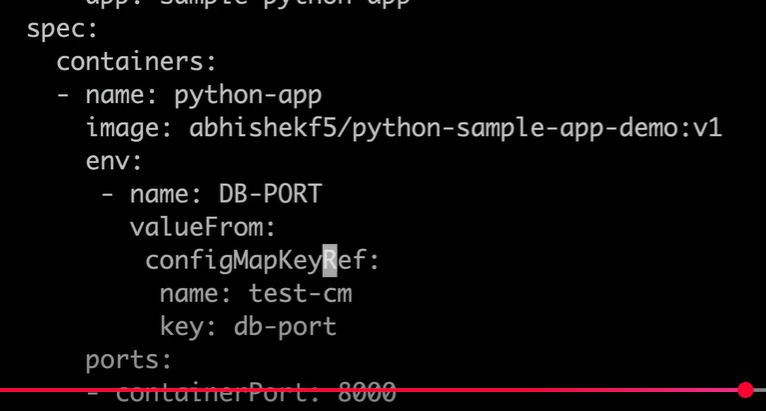 app: sample-python-app
spec:
containers:
- name: python-app
image: abhishekf5/python-sample-app-demo:v1
env:
- name: DB-PORT
valueFrom:
configMapKeyRef:
name: test-cm
key: db-port
ports:
- containerPort: 8000